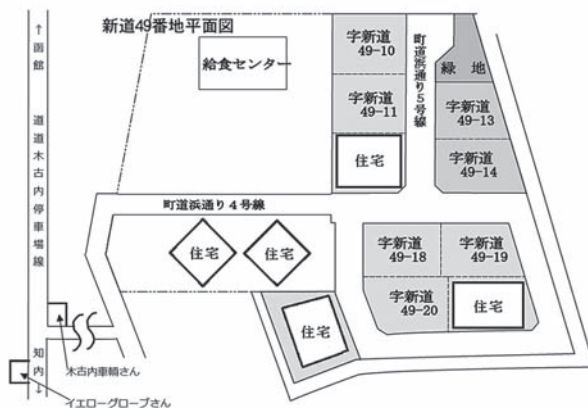 新道49番地平面図
↑函館
道道木古内停車場線
知内↓
給食センター
字新道
49-10
字新道
49-11
住宅
町道浜通り5号線
緑地
字新道
49-13
字新道
49-14
町道浜通り4号線
住宅
住宅
字新道
49-18
字新道
49-19
字新道
49-20
住宅
住宅
木古内車輌さん
イエローグローブさん